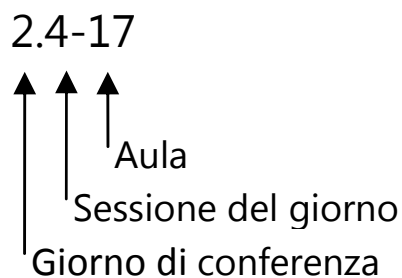 2.4-17
Aula
Sessione del giorno
Giorno di conferenza